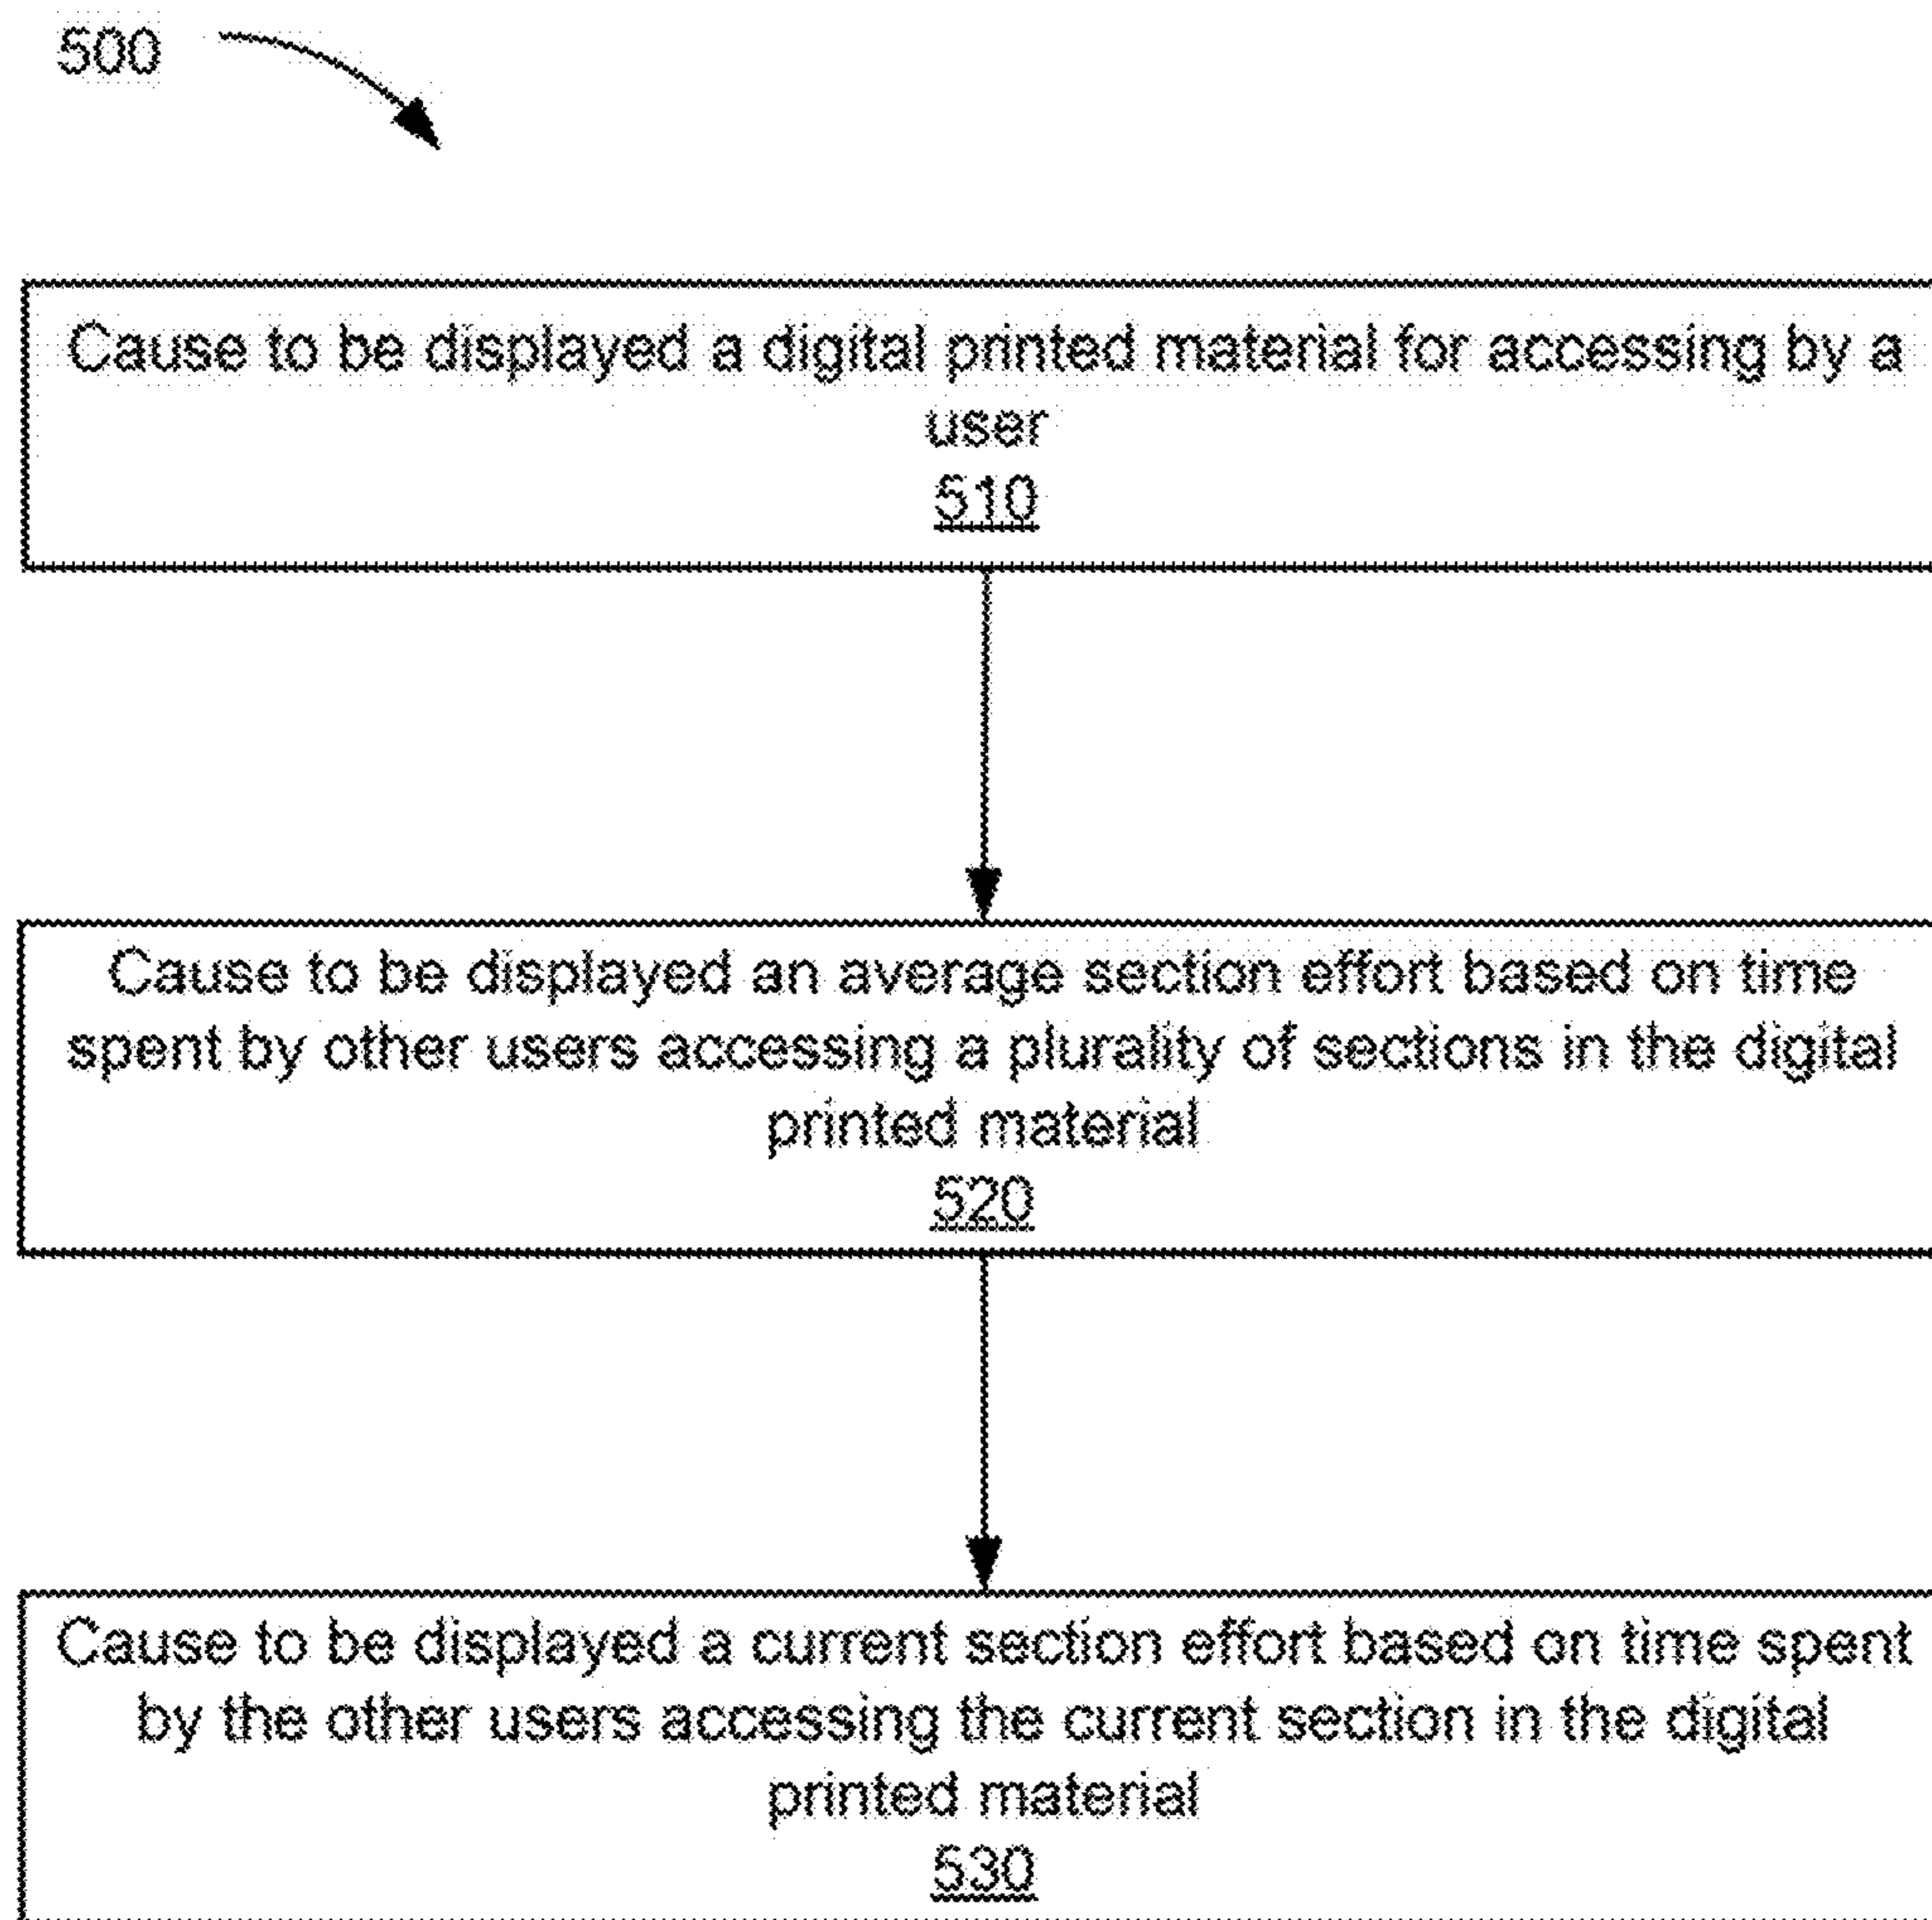 500
Cause to be displayed a digital printed material for accessing by a
user
510
Cause to be displayed an average section effort based on time
spent by other users accessing a plurality of sections in the digital
printed material
520
Cause to be displayed a current section effort based on time spent
by the other users accessing the current section in the digital
printed material
530